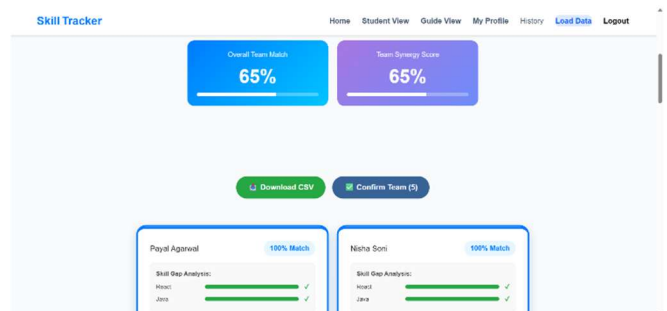 Skill Tracker
Home Student View Guide View My Profile History Load Data Logout
Overall Team Match Team Synergy Score
65% 65%
Download CSV Confirm Team (5)
Payal Agarwal 100% Match Nisha Soni 100% Match
Skill Gap Analysis: Skill Gap Analysis:
React ✓ React ✓
Java ✓ Java ✓